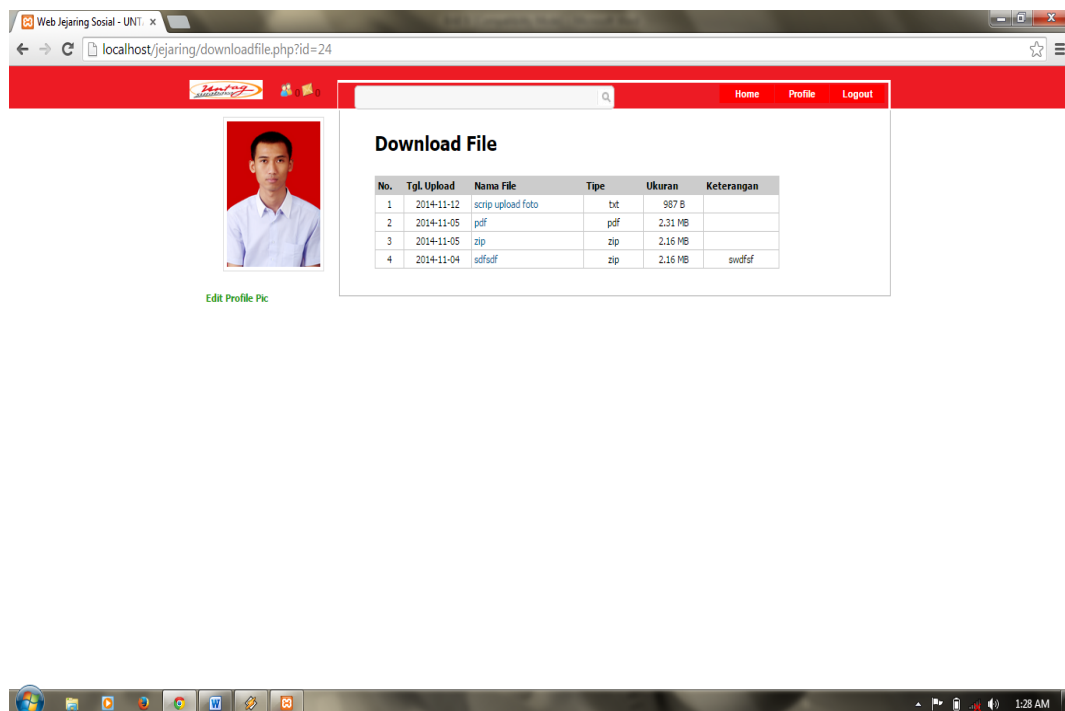 Web Jejaring Sosial - UNT
localhost/jejaring/downloadfile.php?id=24
Untag
0 0
Home Profile Logout
Download File
No. Tgl. Upload Nama File Tipe Ukuran Keterangan
1 2014-11-12 scrip upload foto txt 987 B
2 2014-11-05 pdf pdf 2.31 MB
3 2014-11-05 zip zip 2.16 MB
4 2014-11-04 sdfsdf zip 2.16 MB swdfsf
Edit Profile Pic
1:28 AM